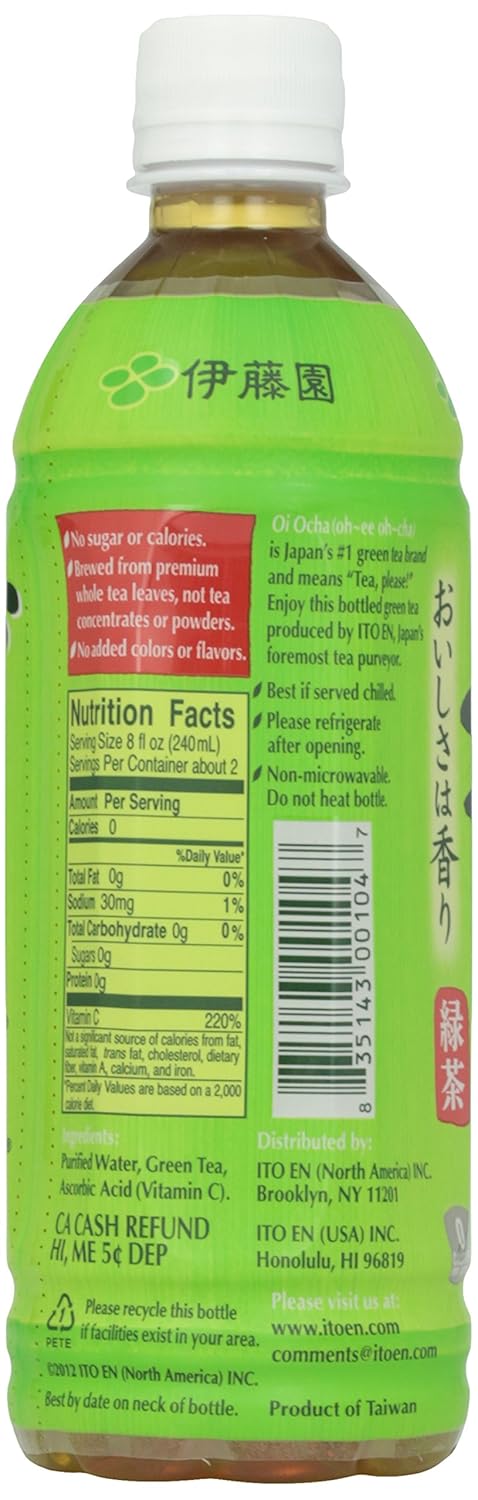 伊藤園
No sugar or calories.
Brewed from premium
whole tea leaves, not tea
concentrates or powders.
No added colors or flavors.
Nutrition Facts
Serving Size 8 fl oz (240mL)
Servings Per Container about 2
Amount Per Serving
Calories 0
%Daily Value*
Total Fat 0g 0%
Sodium 30mg 1%
Total Carbohydrate 0g 0%
Sugars 0g
Protein 0g
Vitamin C 220%
Not a significant source of calories from fat,
saturated fat, trans fat, cholesterol, dietary
fiber, vitamin A, calcium, and iron.
*Percent Daily Values are based on a 2,000
calorie diet.
Ingredients:
Purified Water, Green Tea,
Ascorbic Acid (Vitamin C).
CA CASH REFUND
HI, ME 5¢ DEP
PETE
Please recycle this bottle
if facilities exist in your area.
©2012 ITO EN (North America) INC.
Best by date on neck of bottle.
Oi Ocha (oh-ee oh-cha)
is Japan's #1 green tea brand
and means "Tea, please!"
Enjoy this bottled green tea
produced by ITO EN, Japan's
foremost tea purveyor.
Best if served chilled.
Please refrigerate
after opening.
Non-microwavable.
Do not heat bottle.
8 35143 00104 7
Distributed by:
ITO EN (North America) INC.
Brooklyn, NY 11201
ITO EN (USA) INC.
Honolulu, HI 96819
Please visit us at:
www.itoen.com
comments@itoen.com
Product of Taiwan
おいしさは香り
緑茶
0